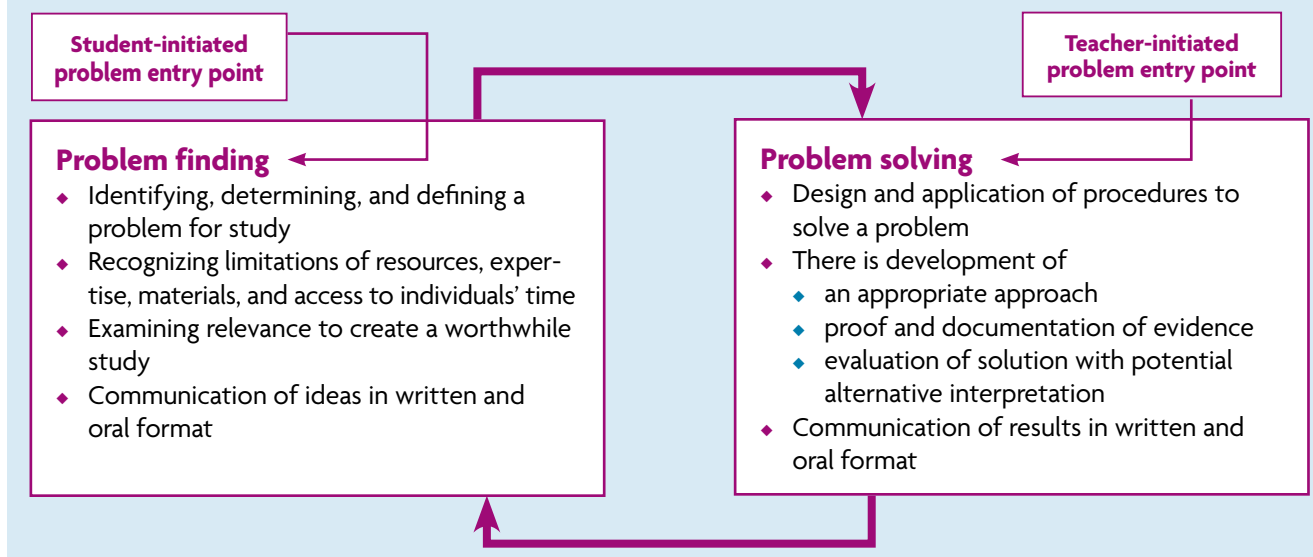 Student-initiated
problem entry point
Teacher-initiated
problem entry point
Problem finding
◆ Identifying, determining, and defining a
problem for study
◆ Recognizing limitations of resources, exper-
tise, materials, and access to individuals’ time
◆ Examining relevance to create a worthwhile
study
◆ Communication of ideas in written and
oral format
Problem solving
◆ Design and application of procedures to
solve a problem
◆ There is development of
◆ an appropriate approach
◆ proof and documentation of evidence
◆ evaluation of solution with potential
alternative interpretation
◆ Communication of results in written and
oral format